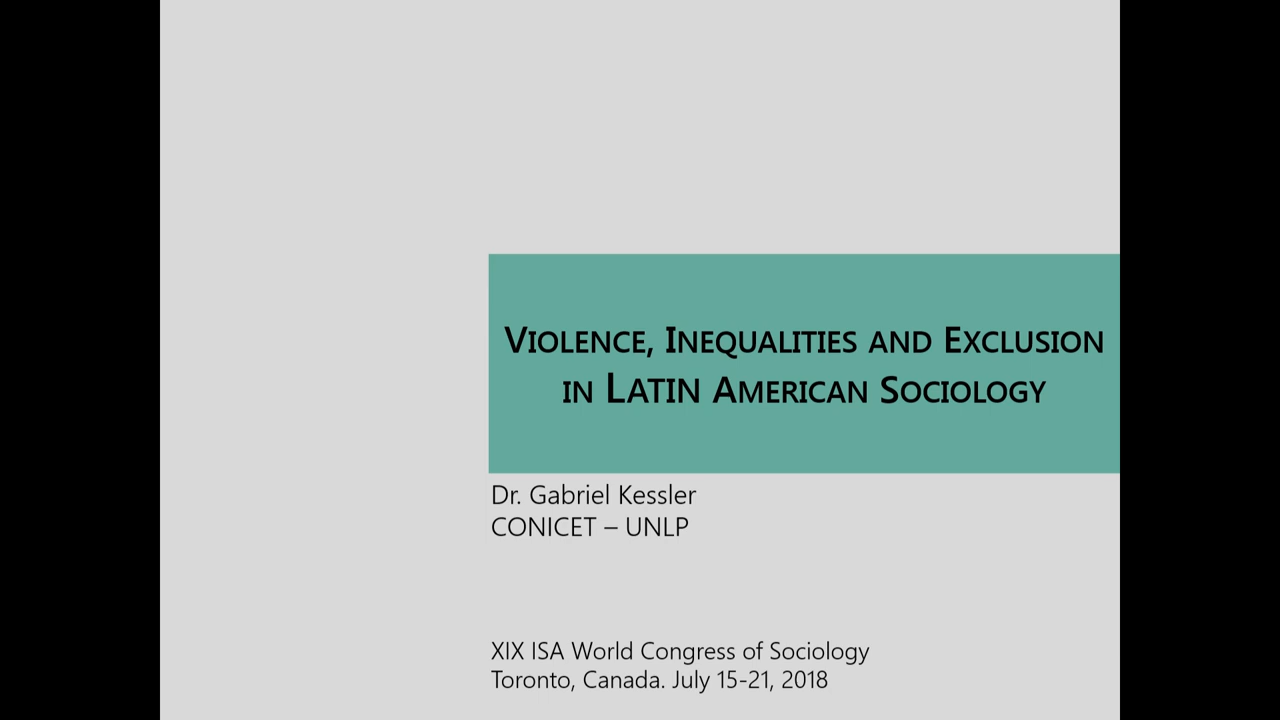 Violence, Inequalities and Exclusion
in Latin American Sociology
Dr. Gabriel Kessler
CONICET – UNLP
XIX ISA World Congress of Sociology
Toronto, Canada. July 15-21, 2018